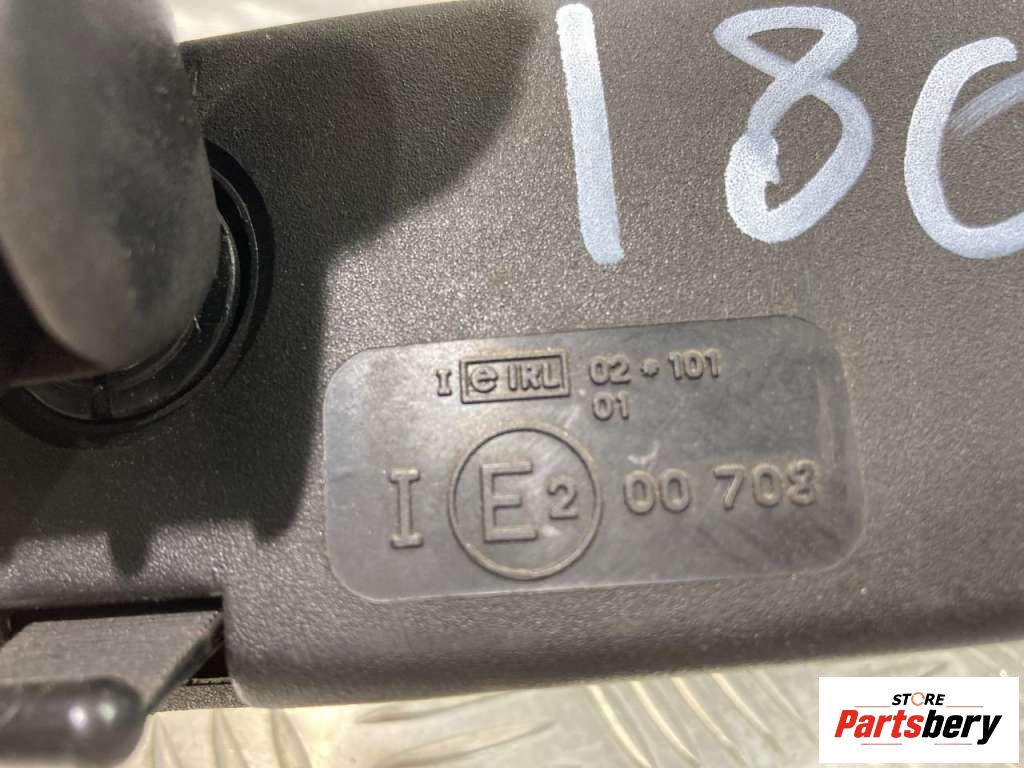 180
I e IRL 02 * 101
01
I E2 00 708
STORE
Partsbery